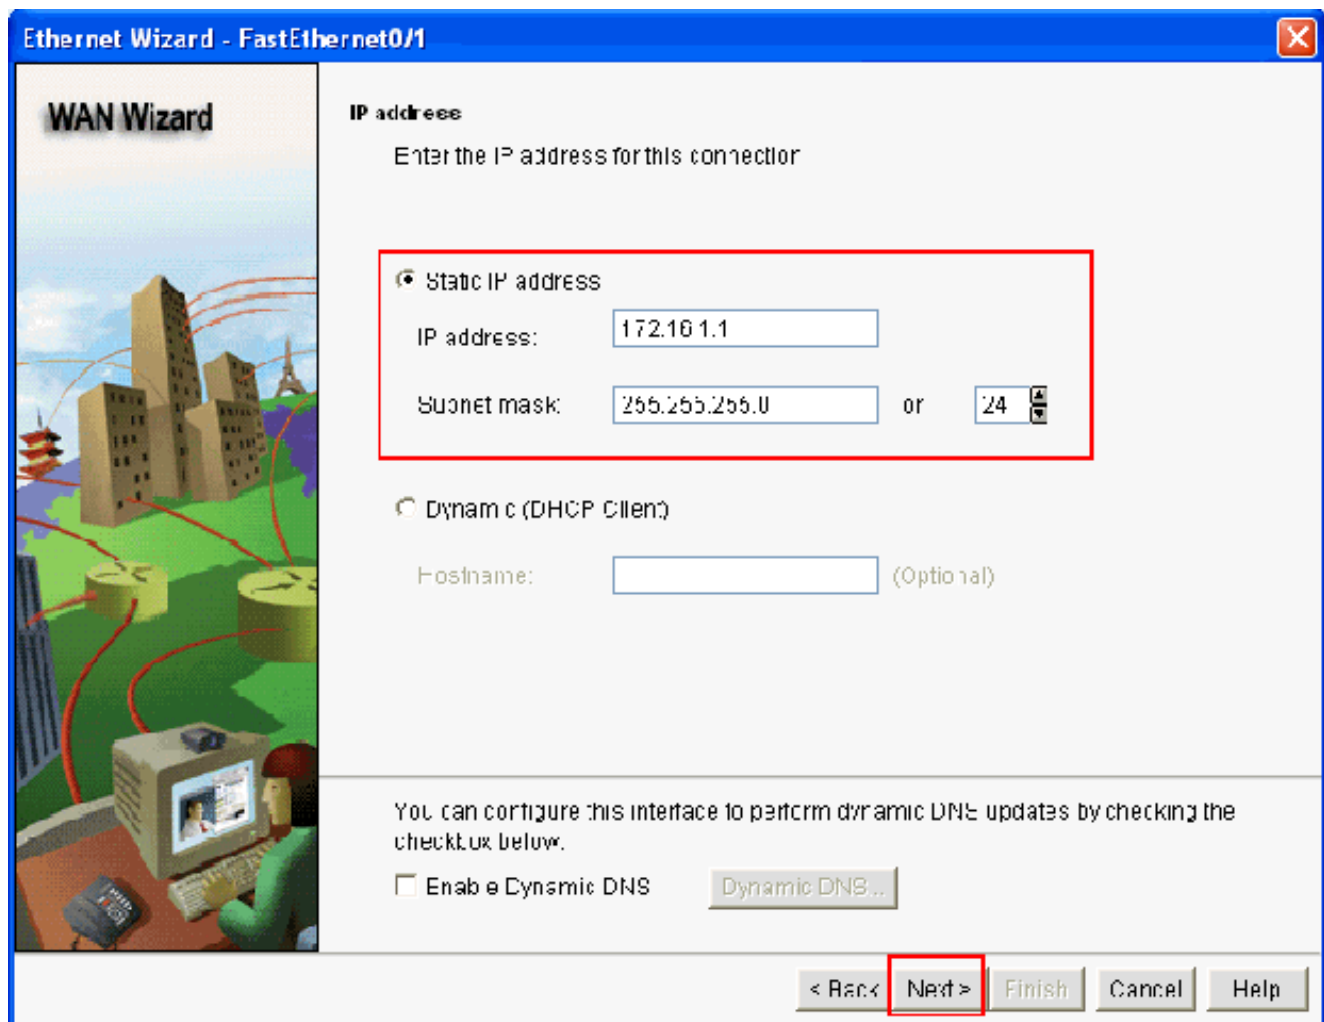 Ethernet Wizard - FastEthernet0/1
WAN Wizard
IP address
Enter the IP address for this connection
Static IP address
IP address:
172.16.1.1
Subnet mask:
255.255.255.0
or
24
Dynamic (DHCP Client)
Hostname:
(Optional)
You can configure this interface to perform dynamic DNS updates by checking the
checkbox below.
Enable Dynamic DNS
Dynamic DNS...
< Back
Next >
Finish
Cancel
Help